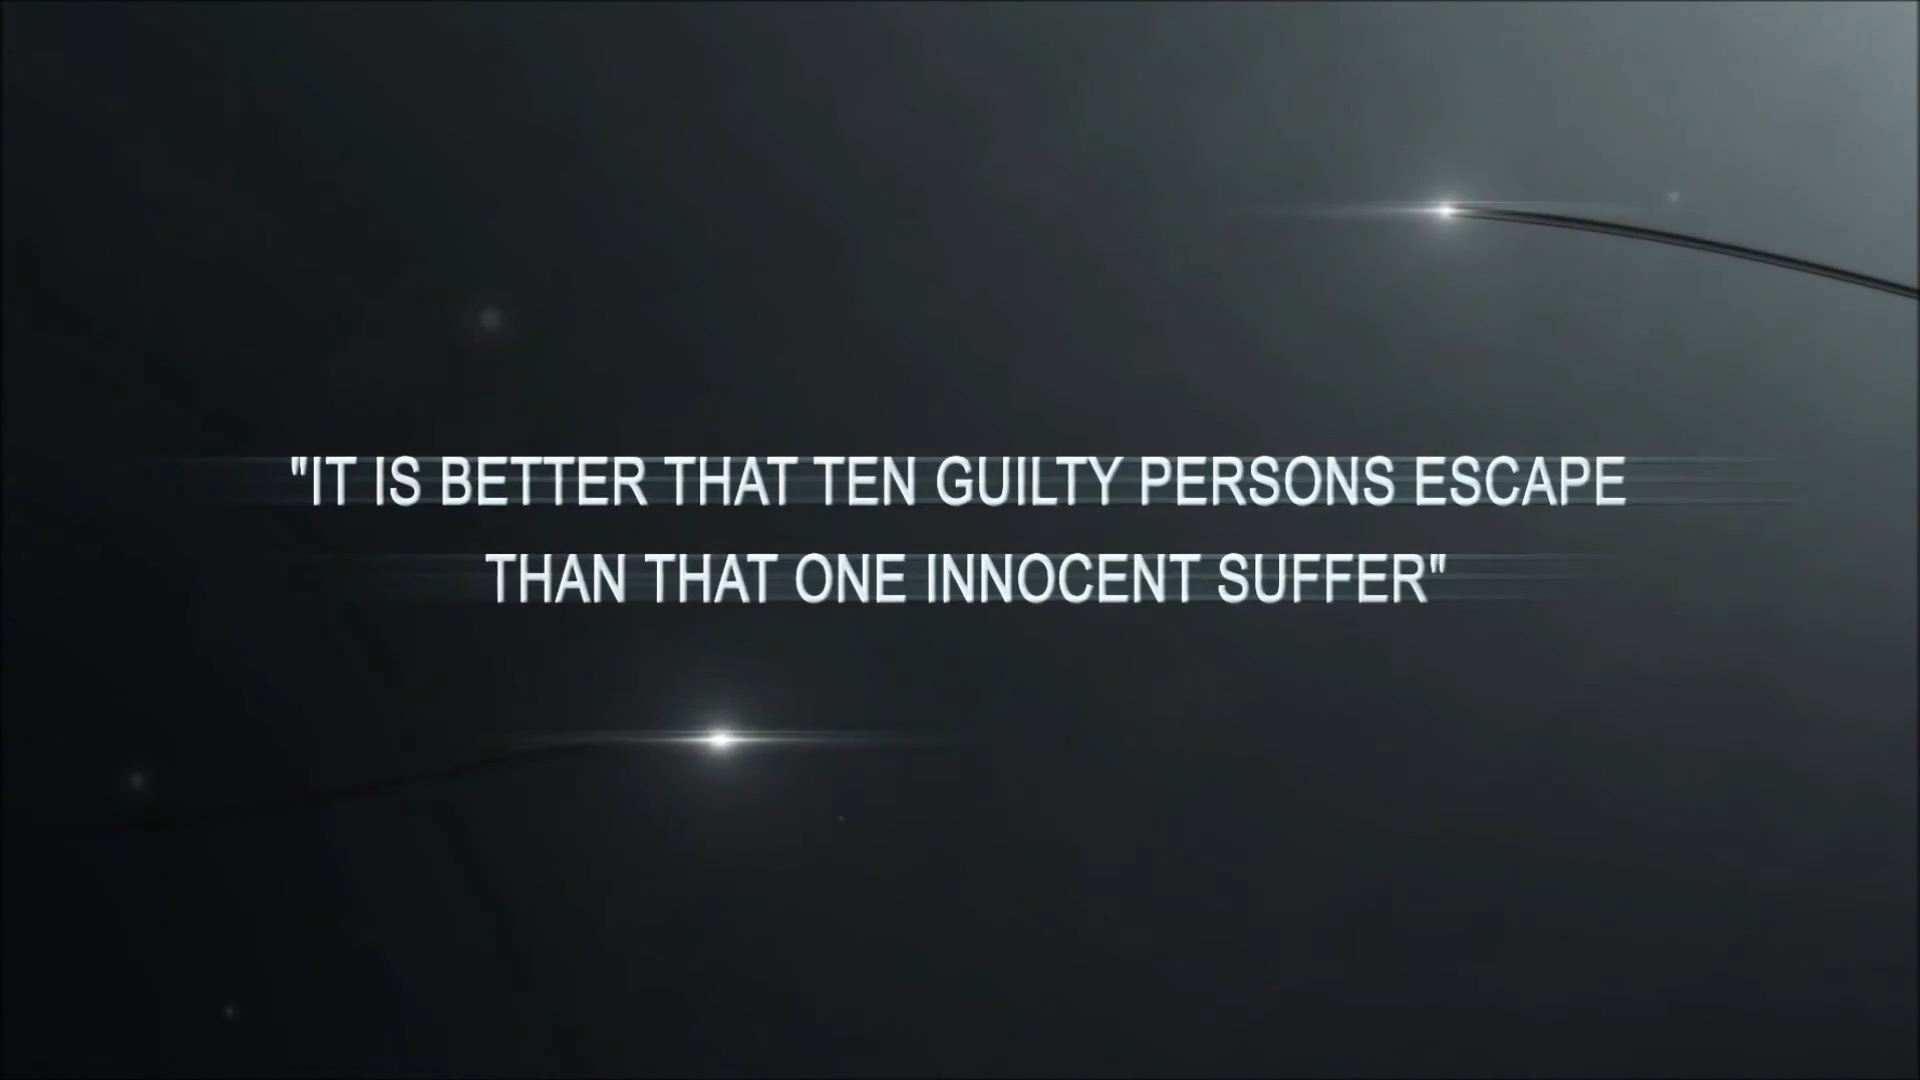 "IT IS BETTER THAT TEN GUILTY PERSONS ESCAPE
THAN THAT ONE INNOCENT SUFFER"